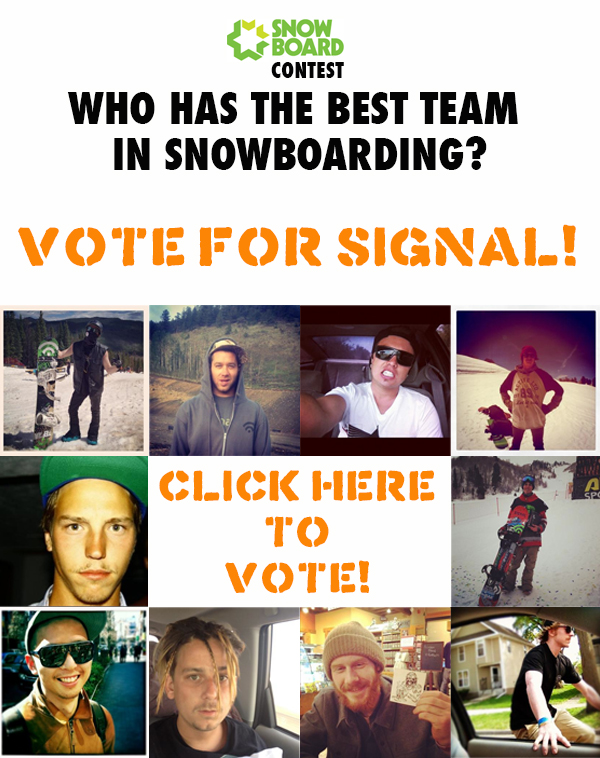 SNOW
BOARD
CONTEST
WHO HAS THE BEST TEAM
IN SNOWBOARDING?
VOTE FOR SIGNAL!
CLICK HERE
TO
VOTE!